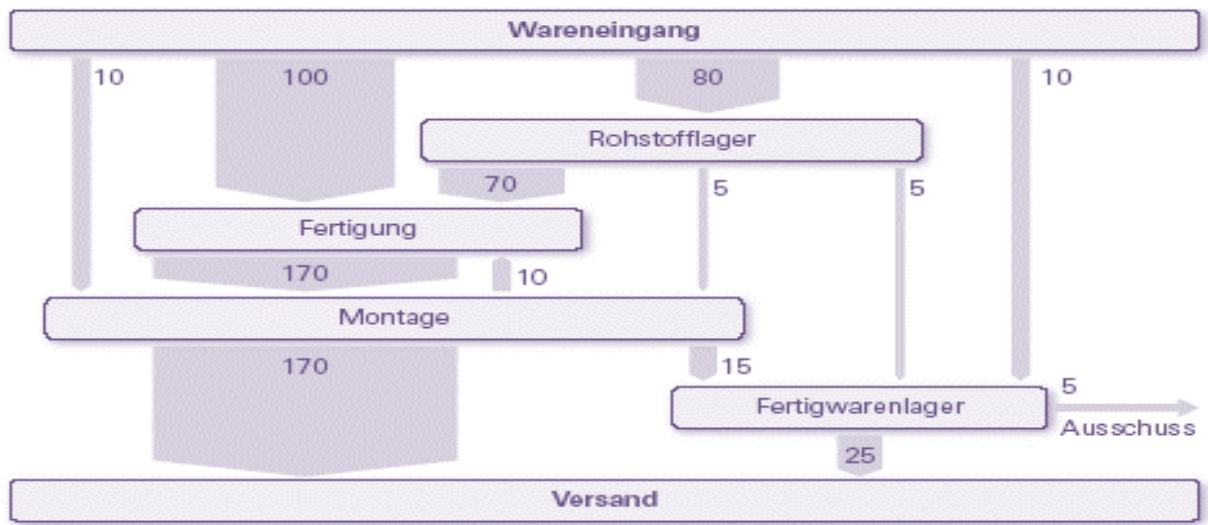 Wareneingang
10 100 80 10
Rohstofflager
70 5 5
Fertigung
170 10
Montage
170 15 5
Fertigwarenlager
Ausschuss
25
Versand